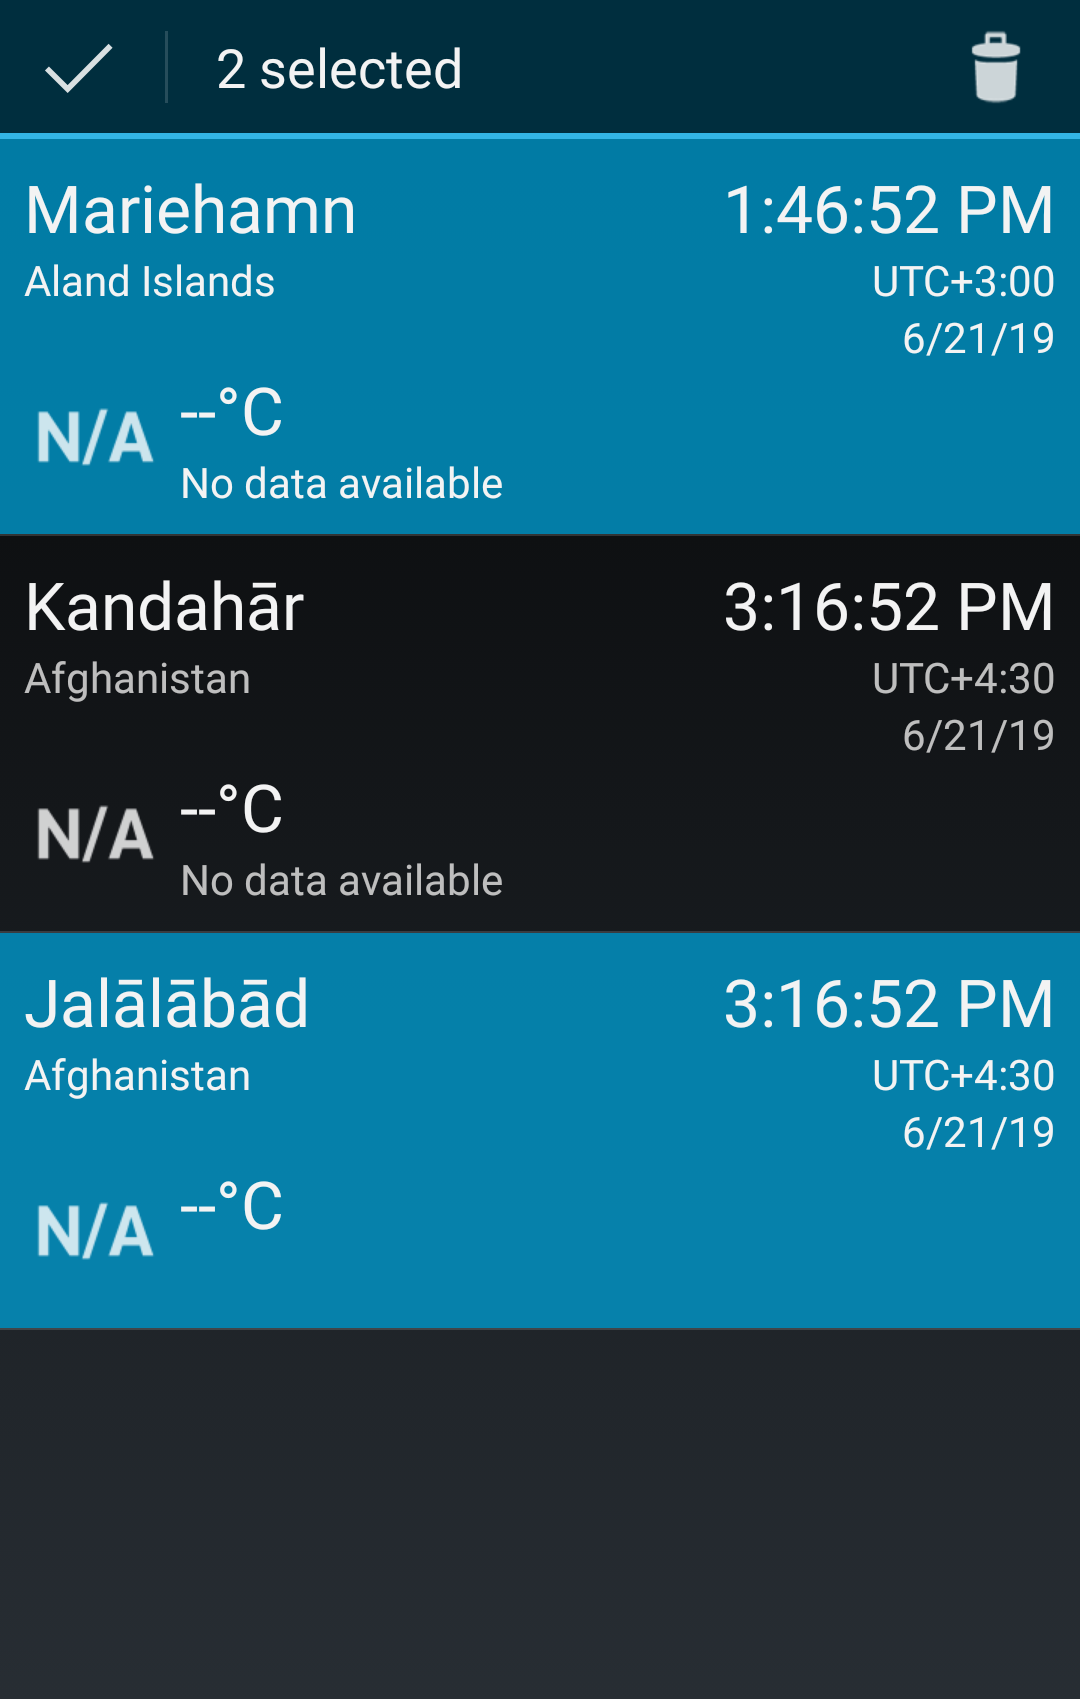 2 selected
Mariehamn 1:46:52 PM
Aland Islands UTC+3:00
6/21/19
N/A --°C
No data available
Kandahār 3:16:52 PM
Afghanistan UTC+4:30
6/21/19
N/A --°C
No data available
Jalālābād 3:16:52 PM
Afghanistan UTC+4:30
6/21/19
N/A --°C